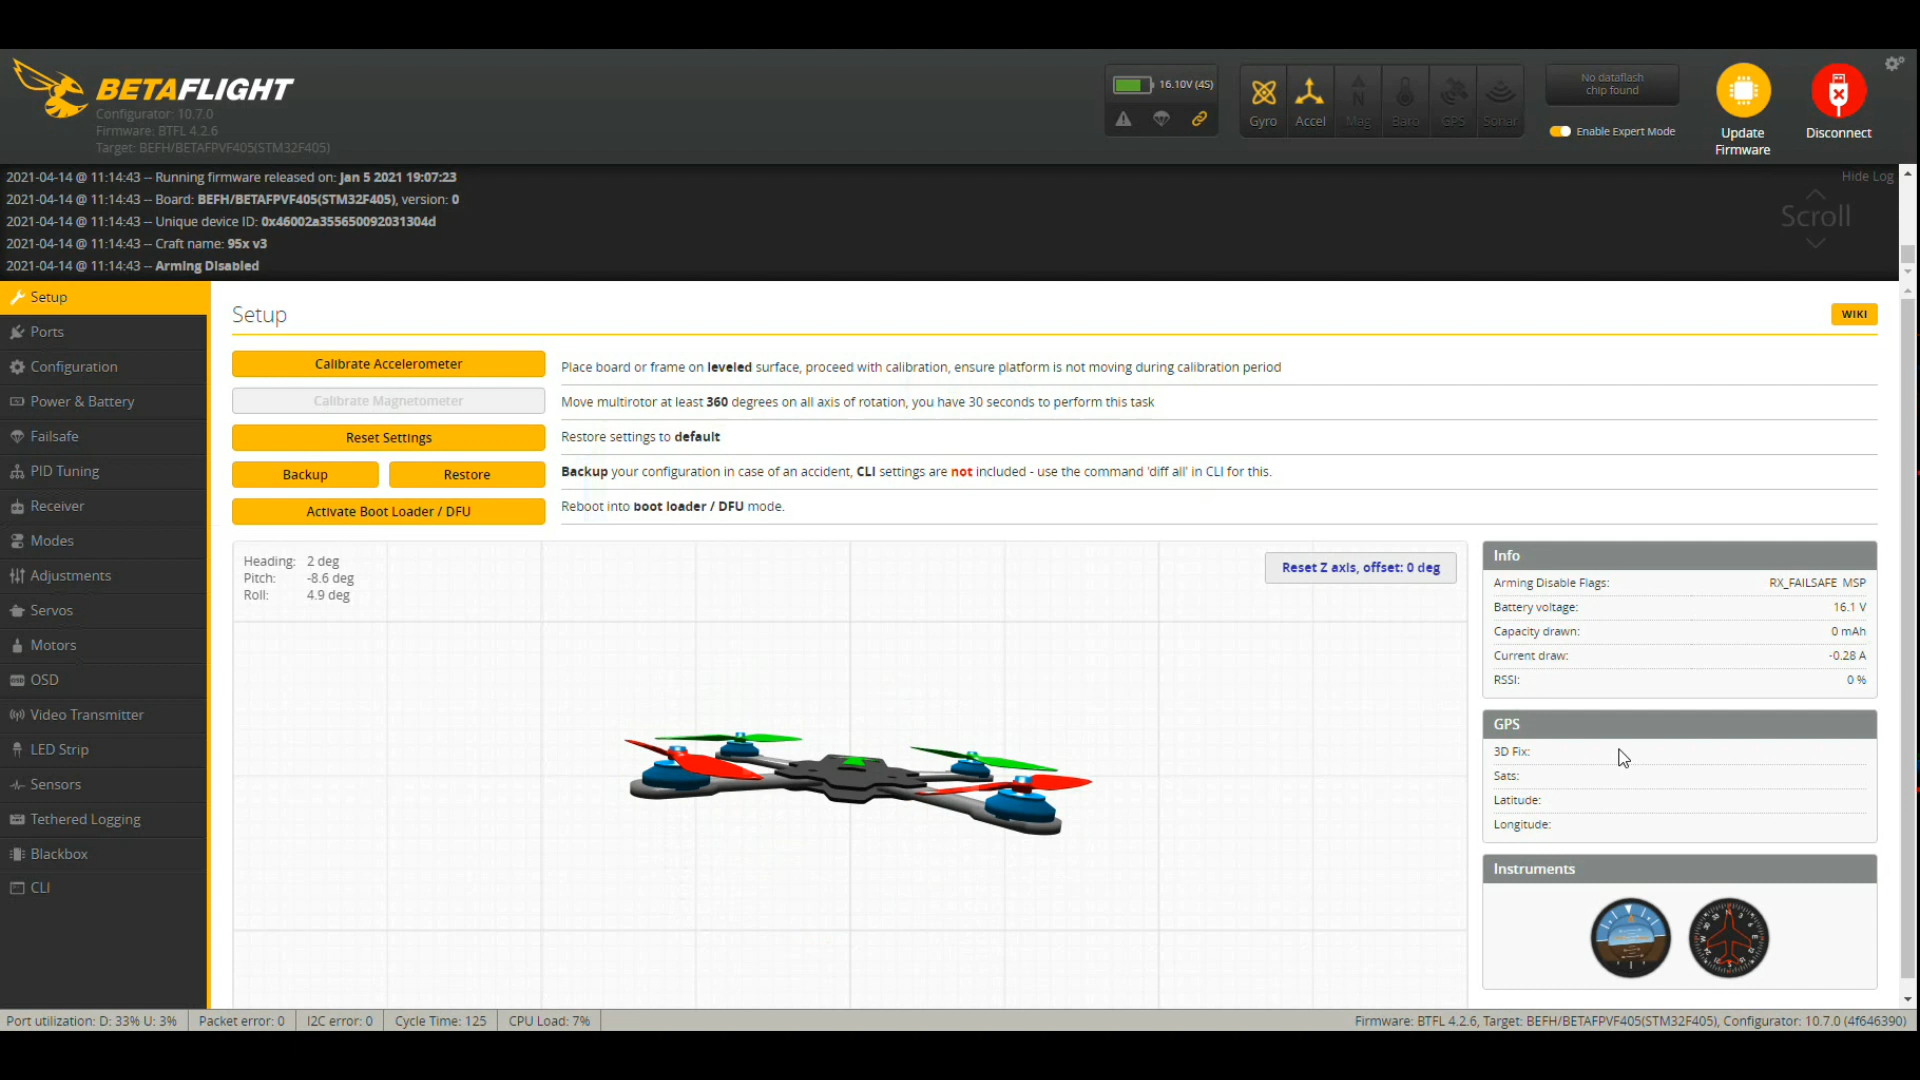 BETAFLIGHT
Configurator: 10.7.0
Firmware: BTFL 4.2.6
Target: BEFH/BETAFPVF405(STM32F405)
16.10V (4S)
Gyro
Accel
Mag
Baro
GPS
Sonar
No dataflash
chip found
Enable Expert Mode
Update
Firmware
Disconnect
2021-04-14 @ 11:14:43 -- Running firmware released on: Jan 5 2021 19:07:23
2021-04-14 @ 11:14:43 -- Board: BEFH/BETAFPVF405(STM32F405), version: 0
2021-04-14 @ 11:14:43 -- Unique device ID: 0x46002a355650092031304d
2021-04-14 @ 11:14:43 -- Craft name: 95x v3
2021-04-14 @ 11:14:43 -- Arming Disabled
Hide Log
Scroll
Setup
Ports
Configuration
Power & Battery
Failsafe
PID Tuning
Receiver
Modes
Adjustments
Servos
Motors
OSD
Video Transmitter
LED Strip
Sensors
Tethered Logging
Blackbox
CLI
Setup
WIKI
Calibrate Accelerometer
Place board or frame on leveled surface, proceed with calibration, ensure platform is not moving during calibration period
Calibrate Magnetometer
Move multirotor at least 360 degrees on all axis of rotation, you have 30 seconds to perform this task
Reset Settings
Restore settings to default
Backup
Restore
Backup your configuration in case of an accident, CLI settings are not included - use the command 'diff all' in CLI for this.
Activate Boot Loader / DFU
Reboot into boot loader / DFU mode.
Heading: 2 deg
Pitch: -8.6 deg
Roll: 4.9 deg
Reset Z axis, offset: 0 deg
Info
Arming Disable Flags: RX_FAILSAFE MSP
Battery voltage: 16.1 V
Capacity drawn: 0 mAh
Current draw: -0.28 A
RSSI: 0 %
GPS
3D Fix:
Sats:
Latitude:
Longitude:
Instruments
Port utilization: D: 33% U: 3%
Packet error: 0
I2C error: 0
Cycle Time: 125
CPU Load: 7%
Firmware: BTFL 4.2.6, Target: BEFH/BETAFPVF405(STM32F405), Configurator: 10.7.0 (4f646390)